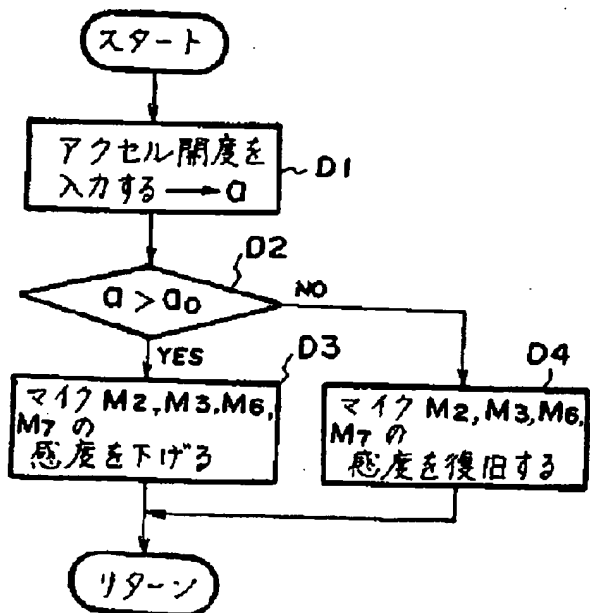 スタート
アクセル開度を
入力する → a
D1
D2
a > a0
NO
YES
D3
マイク M2, M3, M6,
M7 の
感度を下げる
D4
マイク M2, M3, M6,
M7 の
感度を復旧する
リターン